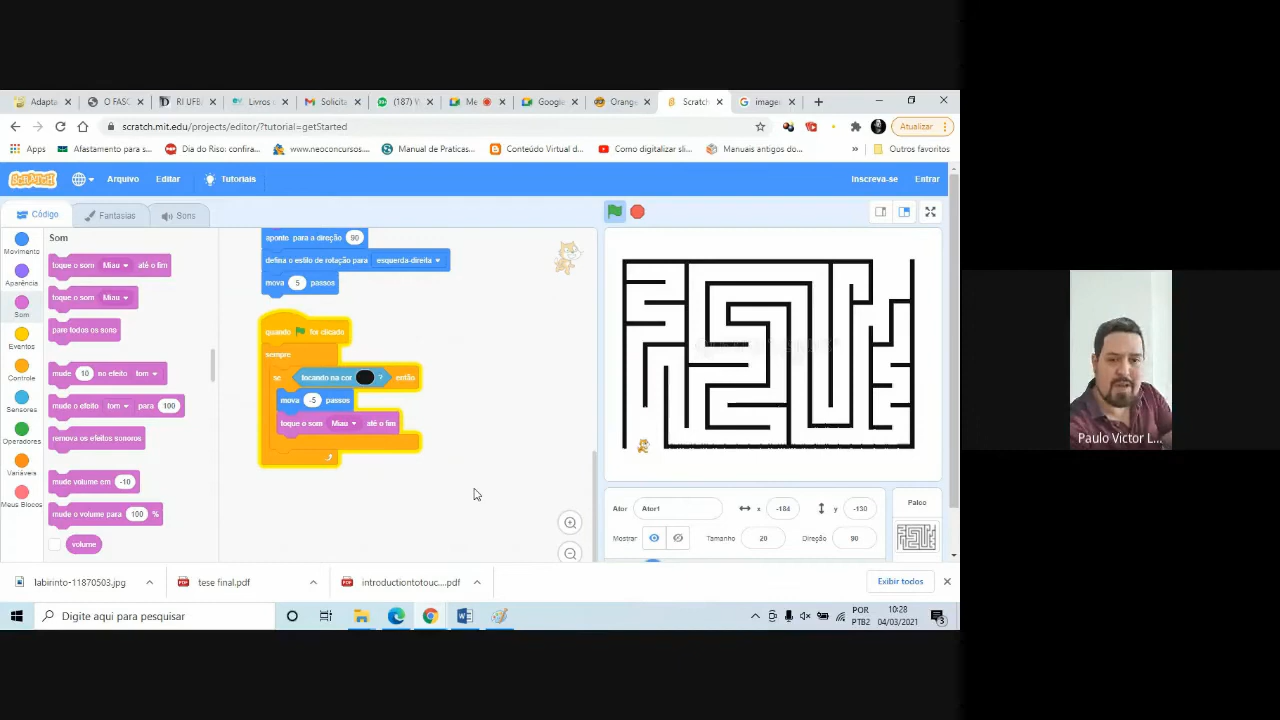 Adapta
O FASC
RI UFB
Livros
Solicita
(187) V
Me
Google
Orange
Scratch
image
scratch.mit.edu/projects/editor/?tutorial=getStarted
Atualizar
Apps
Afastamento para s...
Dia do Riso: confira...
www.neoconcursos....
Manual de Praticas...
Conteúdo Virtual d...
Como digitalizar sli...
Manuais antigos do...
»
Outros favoritos
SCRATCH
Arquivo
Editar
Tutoriais
Inscreva-se
Entrar
Código
Fantasias
Sons
Movimento
Aparência
Som
Eventos
Controle
Sensores
Operadores
Variáveis
Meus Blocos
Som
toque o som Miau até o fim
toque o som Miau
pare todos os sons
mude 10 no efeito tom
mude o efeito tom para 100
remova os efeitos sonoros
mude volume em -10
mude o volume para 100 %
volume
aponte para a direção 90
defina o estilo de rotação para esquerda-direita
mova 5 passos
quando for clicado
sempre
se tocando na cor ? então
mova -5 passos
toque o som Miau até o fim
Ator Ator1
x -184
y -130
Mostrar
Tamanho 20
Direção 90
Palco
Paulo Victor L...
labirinto-11870503.jpg
tese final.pdf
introductiontotouc....pdf
Exibir todos
Digite aqui para pesquisar
POR
PTB2
10:28
04/03/2021
3